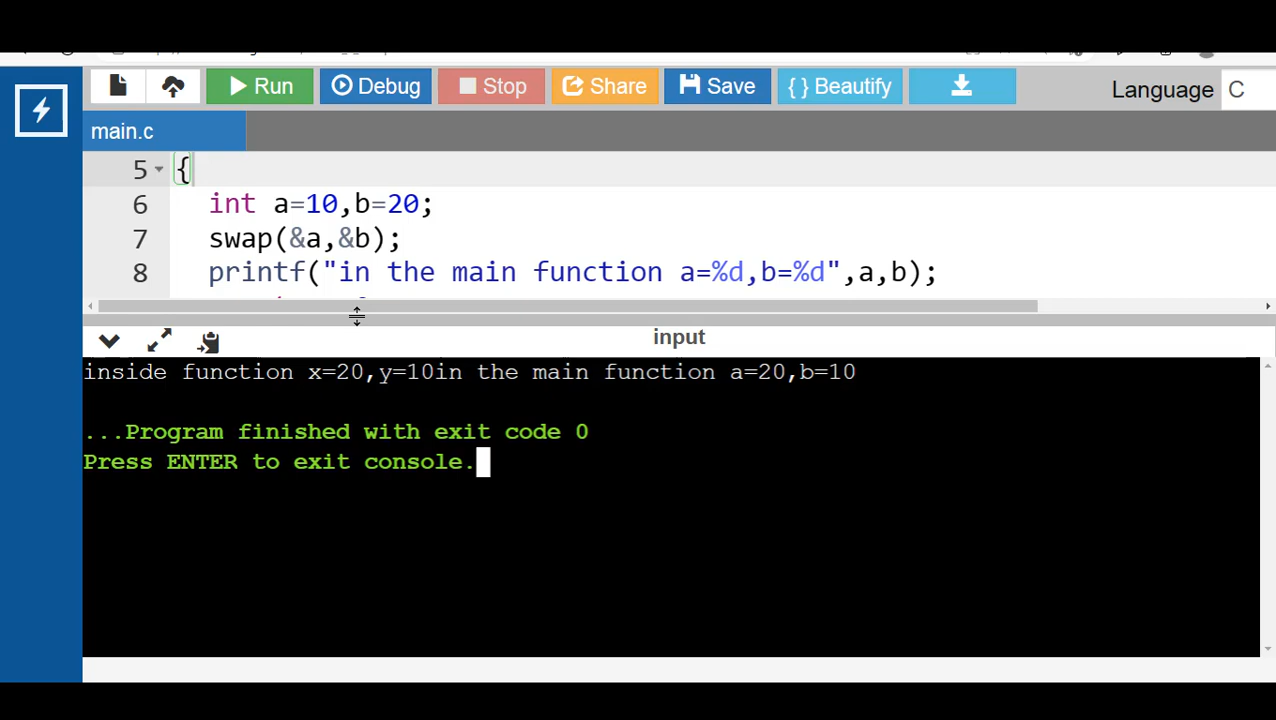 Run Debug Stop Share Save { } Beautify Language C
main.c
5 {
6 int a=10,b=20;
7 swap(&a,&b);
8 printf("in the main function a=%d,b=%d",a,b);
input
inside function x=20,y=10in the main function a=20,b=10
...Program finished with exit code 0
Press ENTER to exit console.